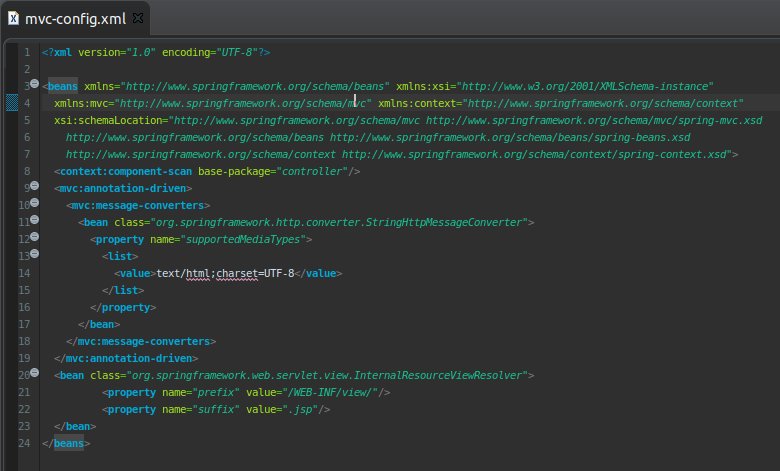 mvc-config.xml
1 <?xml version="1.0" encoding="UTF-8"?>
2
3 <beans xmlns="http://www.springframework.org/schema/beans" xmlns:xsi="http://www.w3.org/2001/XMLSchema-instance"
4 xmlns:mvc="http://www.springframework.org/schema/mvc" xmlns:context="http://www.springframework.org/schema/context"
5 xsi:schemaLocation="http://www.springframework.org/schema/mvc http://www.springframework.org/schema/mvc/spring-mvc.xsd
6 http://www.springframework.org/schema/beans http://www.springframework.org/schema/beans/spring-beans.xsd
7 http://www.springframework.org/schema/context http://www.springframework.org/schema/context/spring-context.xsd">
8 <context:component-scan base-package="controller"/>
9 <mvc:annotation-driven>
10 <mvc:message-converters>
11 <bean class="org.springframework.http.converter.StringHttpMessageConverter">
12 <property name="supportedMediaTypes">
13 <list>
14 <value>text/html;charset=UTF-8</value>
15 </list>
16 </property>
17 </bean>
18 </mvc:message-converters>
19 </mvc:annotation-driven>
20 <bean class="org.springframework.web.servlet.view.InternalResourceViewResolver">
21 <property name="prefix" value="/WEB-INF/view/"/>
22 <property name="suffix" value=".jsp"/>
23 </bean>
24 </beans>